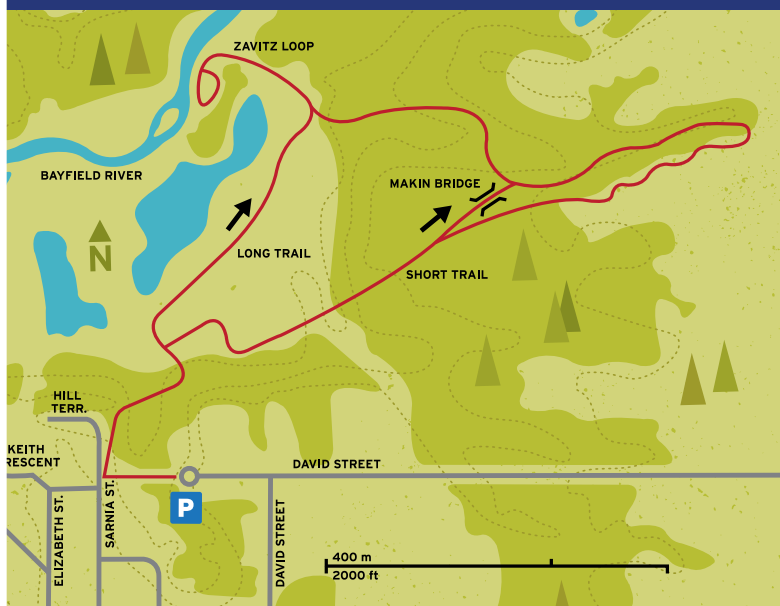 ZAVITZ LOOP
BAYFIELD RIVER
MAKIN BRIDGE
N
LONG TRAIL
SHORT TRAIL
HILL
TERR.
KEITH
RESCENT
DAVID STREET
P
ELIZABETH ST.
SARNIA ST.
DAVID STREET
400 m
2000 ft